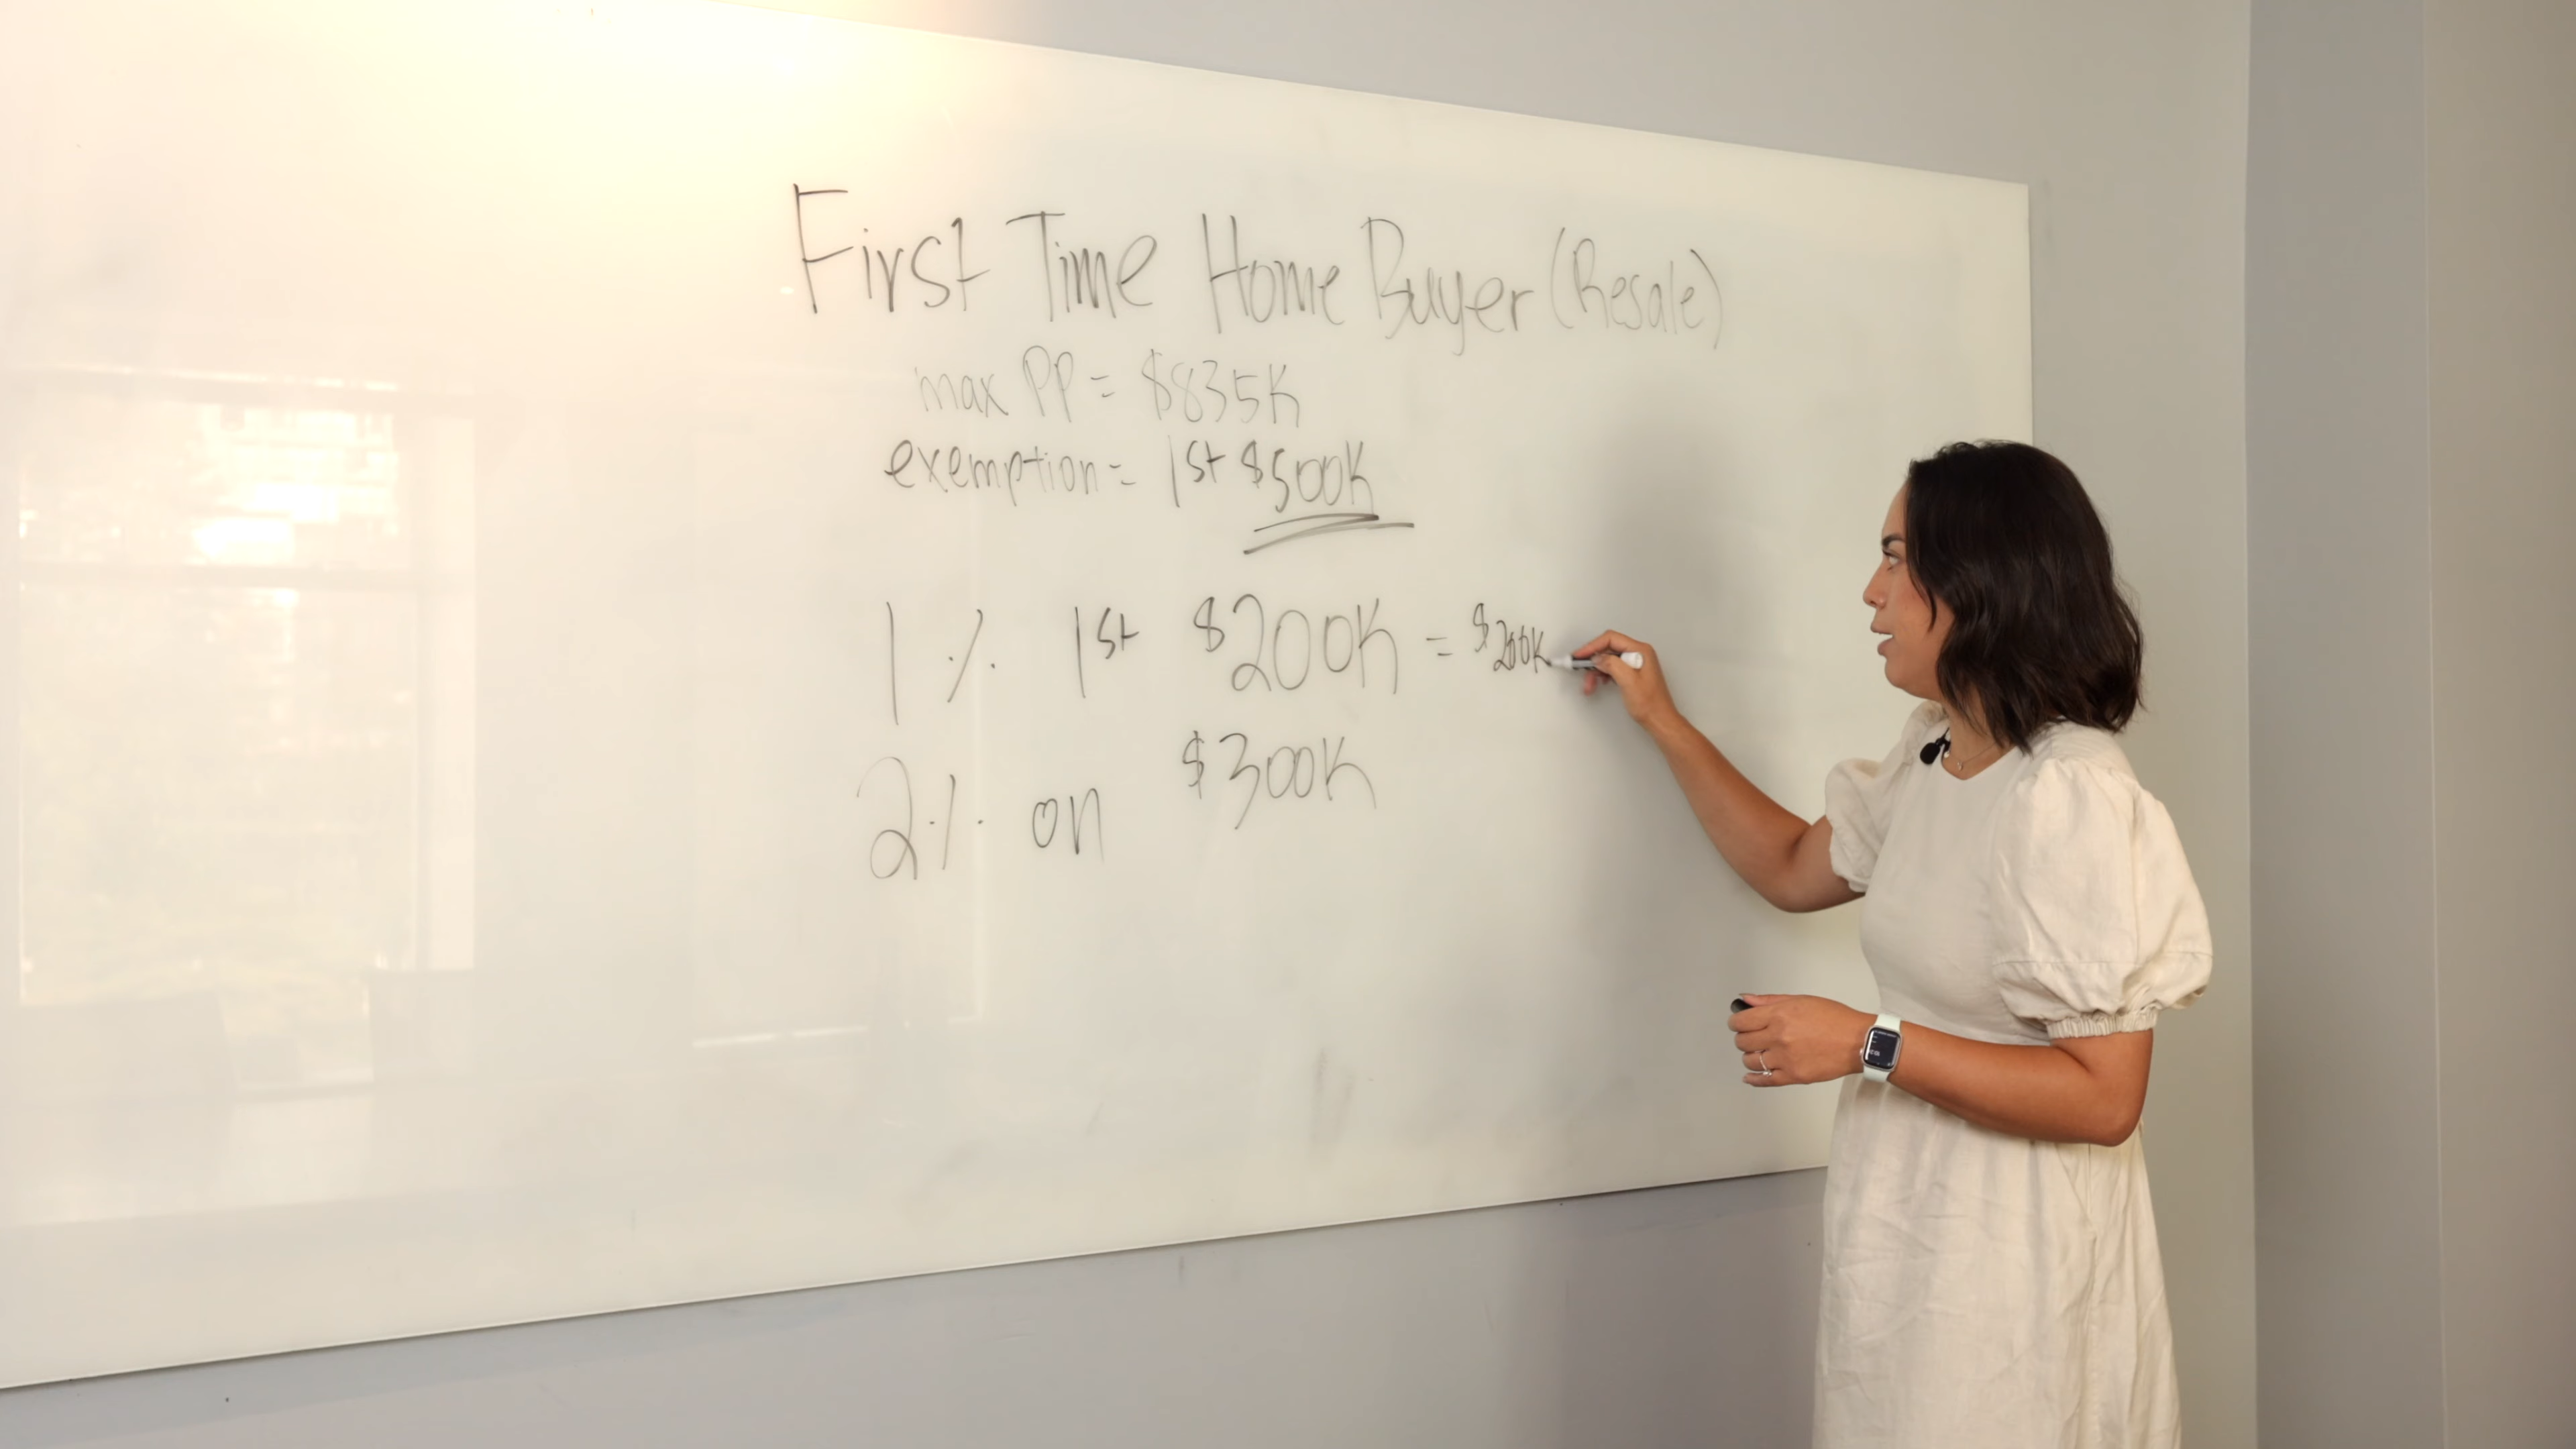 First Time Home Buyer (Resale)
max PP = $835K
exemption = 1st $500K
1% 1st $200K = $200K
2% on $300K